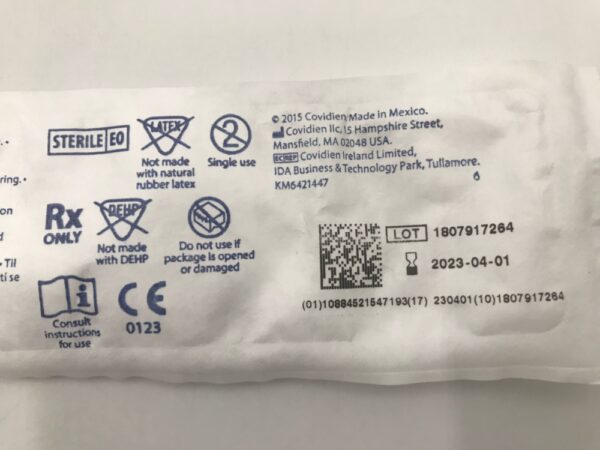 STERILE EO
LATEX
2
Not made
with natural
rubber latex
Single use
© 2015 Covidien. Made in Mexico.
Covidien llc, 15 Hampshire Street,
Mansfield, MA 02048 USA.
EC REP Covidien Ireland Limited,
IDA Business & Technology Park, Tullamore.
KM6421447
ring. •
on
• Til
ti se
Rx
ONLY
DEHP
Not made
with DEHP
Do not use if
package is opened
or damaged
i
Consult
instructions
for use
CE
0123
LOT 1807917264
2023-04-01
(01)10884521547193(17) 230401(10)1807917264